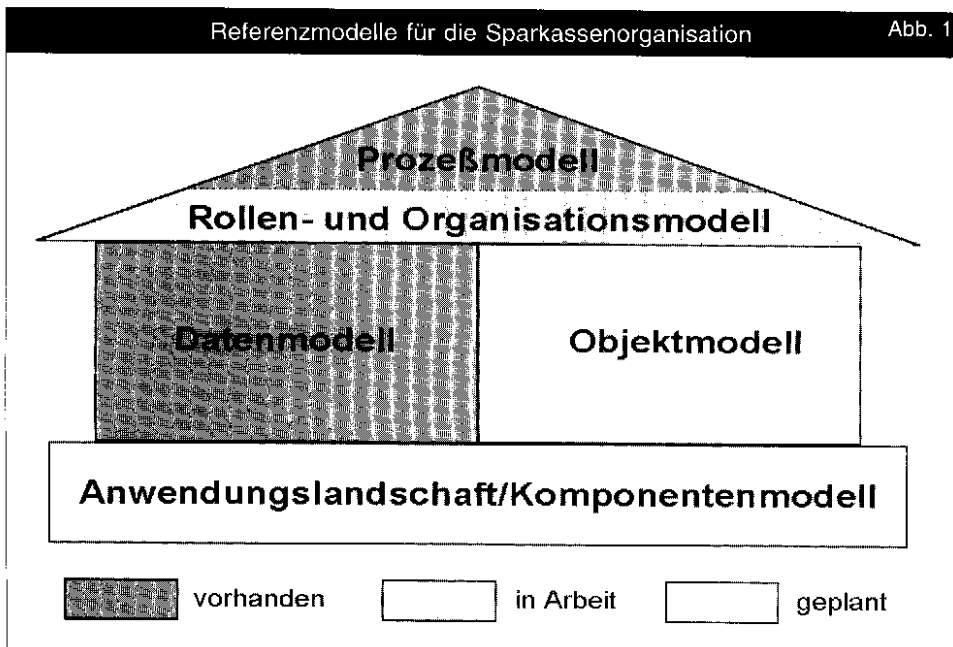 Referenzmodelle für die Sparkassenorganisation Abb. 1
Prozeßmodell
Rollen- und Organisationsmodell
Datenmodell Objektmodell
Anwendungslandschaft/Komponentenmodell
vorhanden in Arbeit geplant